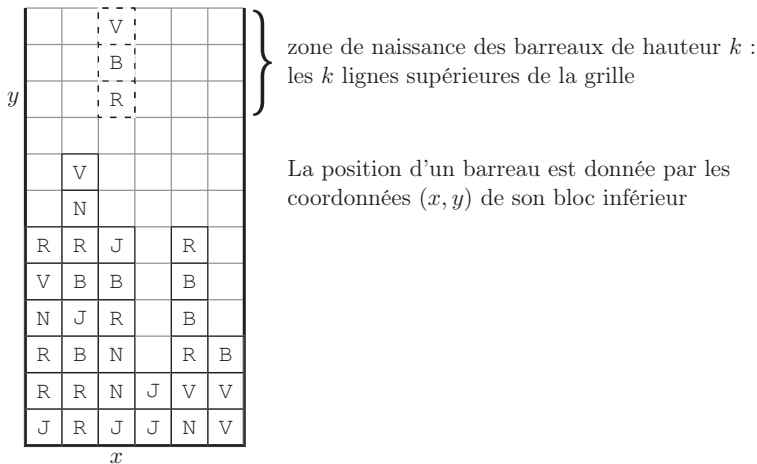 V
B
zone de naissance des barreaux de hauteur k :
les k lignes supérieures de la grille
R
y
V
La position d'un barreau est donnée par les
coordonnées (x, y) de son bloc inférieur
N
R R J R
V B B B
N J R B
R B N R B
R R N J V V
J R J J N V
x